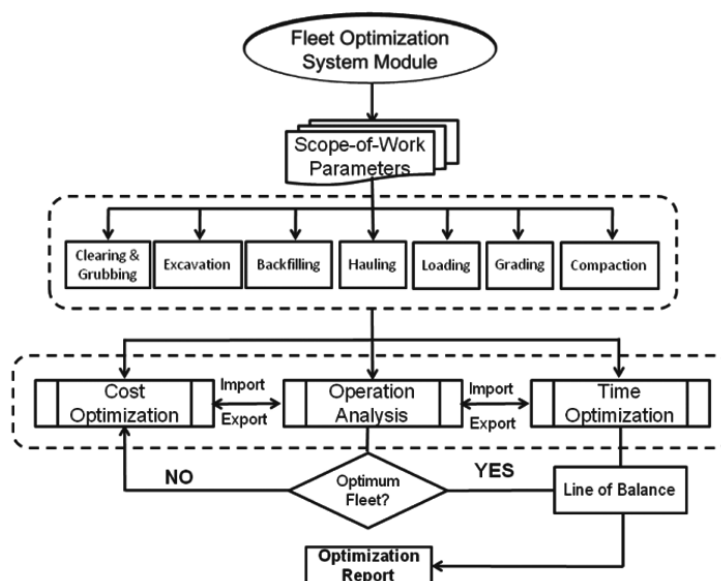 Fleet Optimization
System Module
Scope-of-Work
Parameters
Clearing &
Grubbing
Excavation
Backfilling
Hauling
Loading
Grading
Compaction
Cost
Optimization
Import
Export
Operation
Analysis
Import
Export
Time
Optimization
NO
Optimum
Fleet?
YES
Line of Balance
Optimization
Report